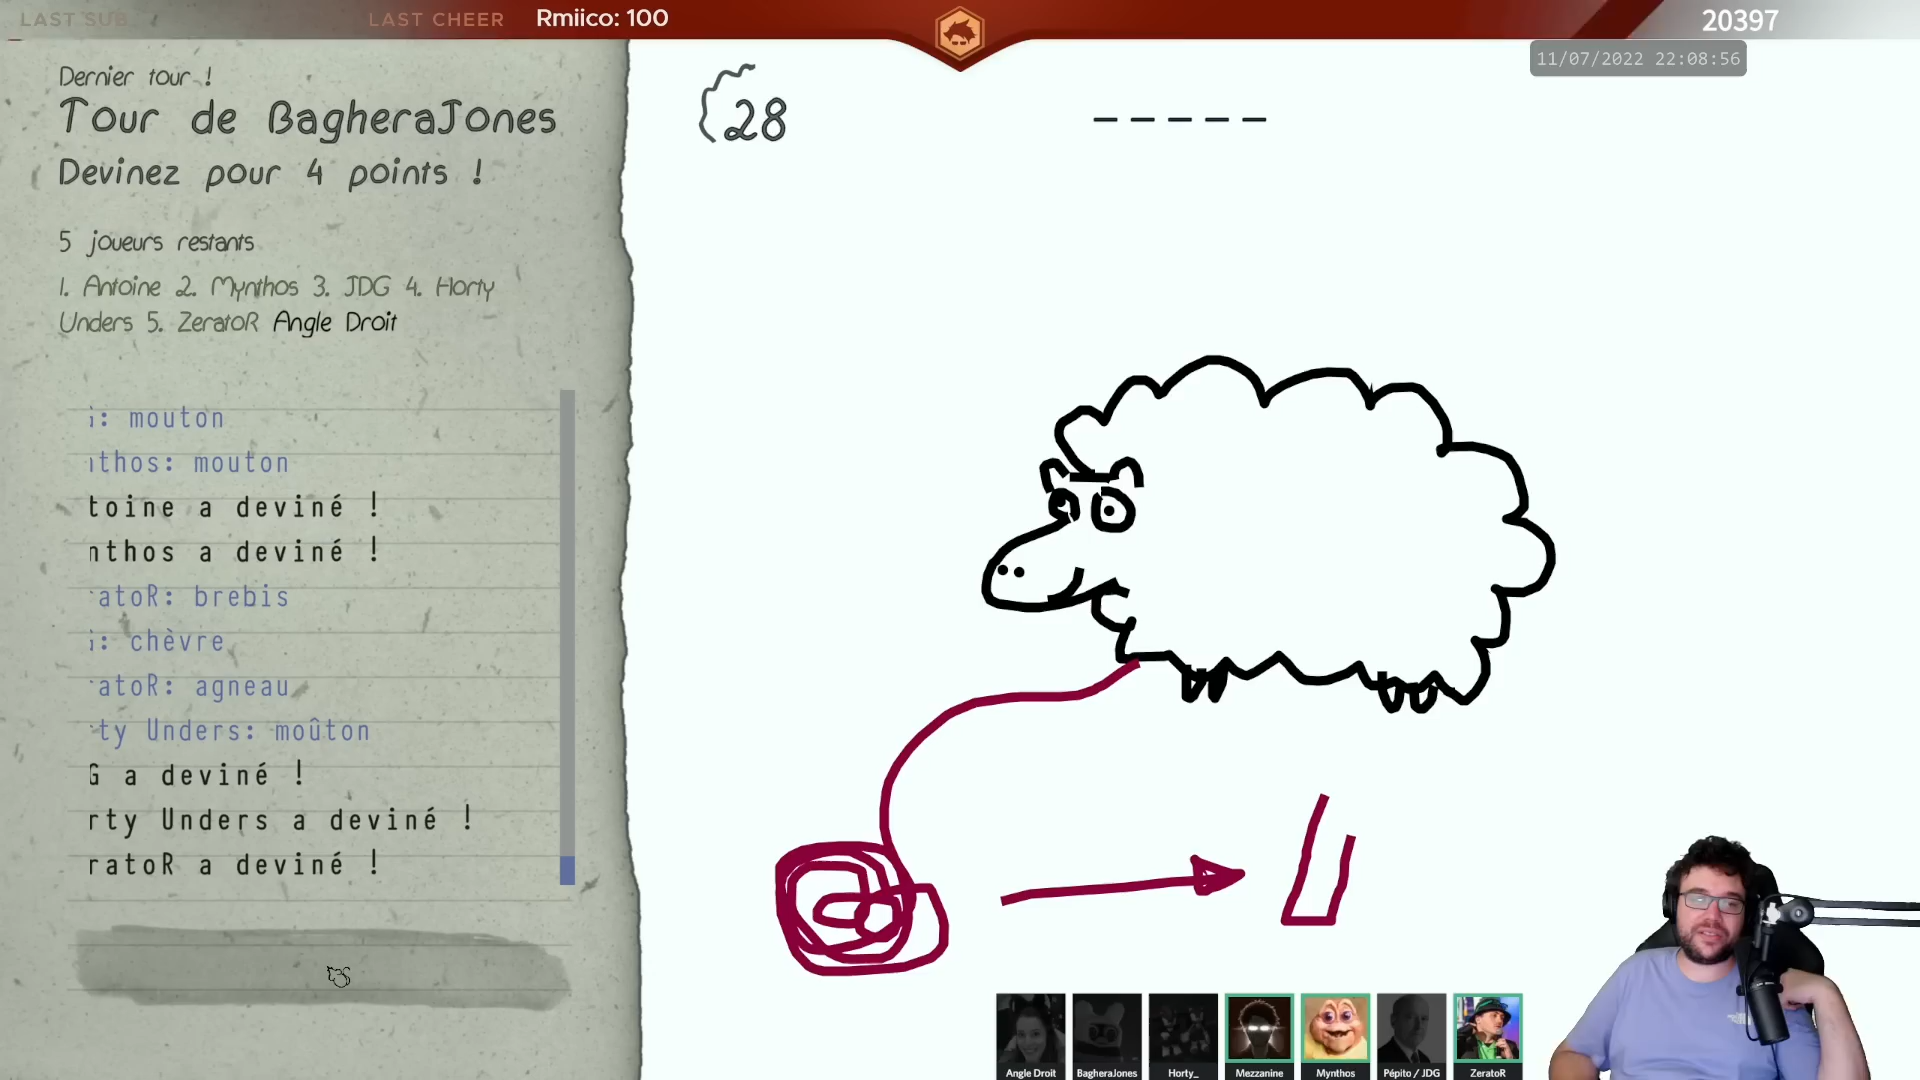 LAST SUB
LAST CHEER
Rmiico: 100
20397
11/07/2022 22:08:56
Dernier tour !
Tour de BagheraJones
Devinez pour 4 points !
28
_ _ _ _ _
5 joueurs restants
1. Antoine 2. Mynthos 3. JDG 4. Horty
Unders 5. ZeratoR Angle Droit
: mouton
thos: mouton
toine a deviné !
nthos a deviné !
atoR: brebis
: chèvre
atoR: agneau
ty Unders: moûton
G a deviné !
rty Unders a deviné !
ratoR a deviné !
Angle Droit
BagheraJones
Horty_
Mezzanine
Mynthos
Pépito / JDG
ZeratoR